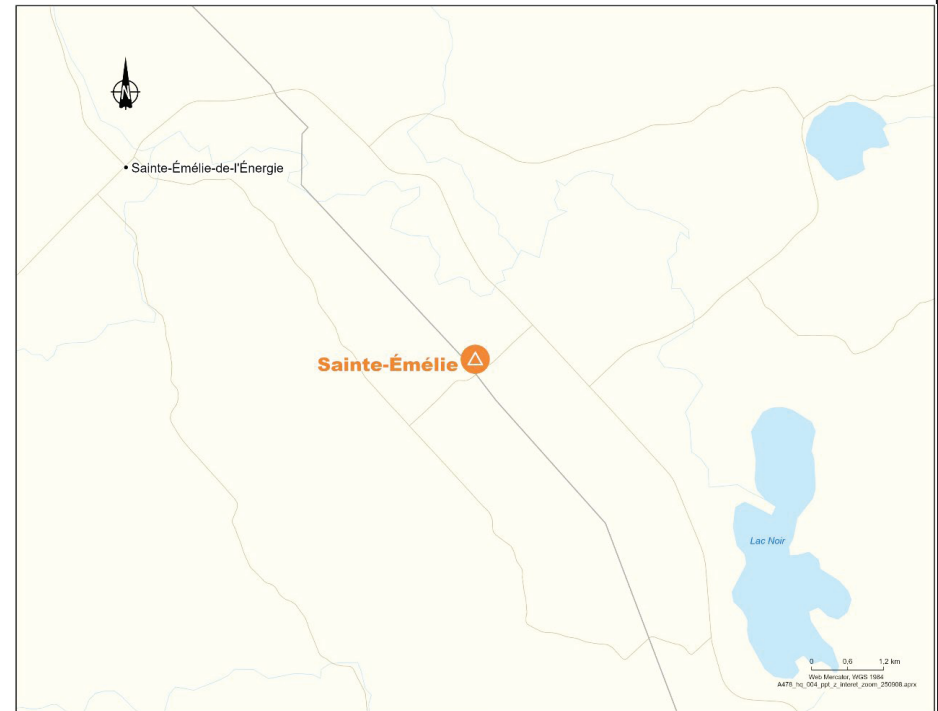 N
Sainte-Émélie-de-l'Énergie
Sainte-Émélie
Lac Noir
0 0,6 1,2 km
Web Mercator, WGS 1984
A478_hq_004_ppt_z_interet_zoom_250908.aprx